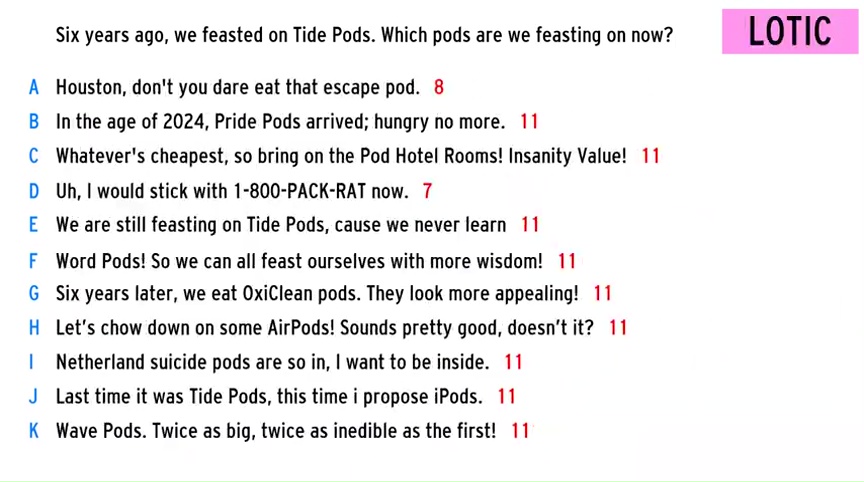 Six years ago, we feasted on Tide Pods. Which pods are we feasting on now?
LOTIC
A Houston, don't you dare eat that escape pod. 8
B In the age of 2024, Pride Pods arrived; hungry no more. 11
C Whatever's cheapest, so bring on the Pod Hotel Rooms! Insanity Value! 11
D Uh, I would stick with 1-800-PACK-RAT now. 7
E We are still feasting on Tide Pods, cause we never learn 11
F Word Pods! So we can all feast ourselves with more wisdom! 11
G Six years later, we eat OxiClean pods. They look more appealing! 11
H Let’s chow down on some AirPods! Sounds pretty good, doesn’t it? 11
I Netherland suicide pods are so in, I want to be inside. 11
J Last time it was Tide Pods, this time i propose iPods. 11
K Wave Pods. Twice as big, twice as inedible as the first! 11